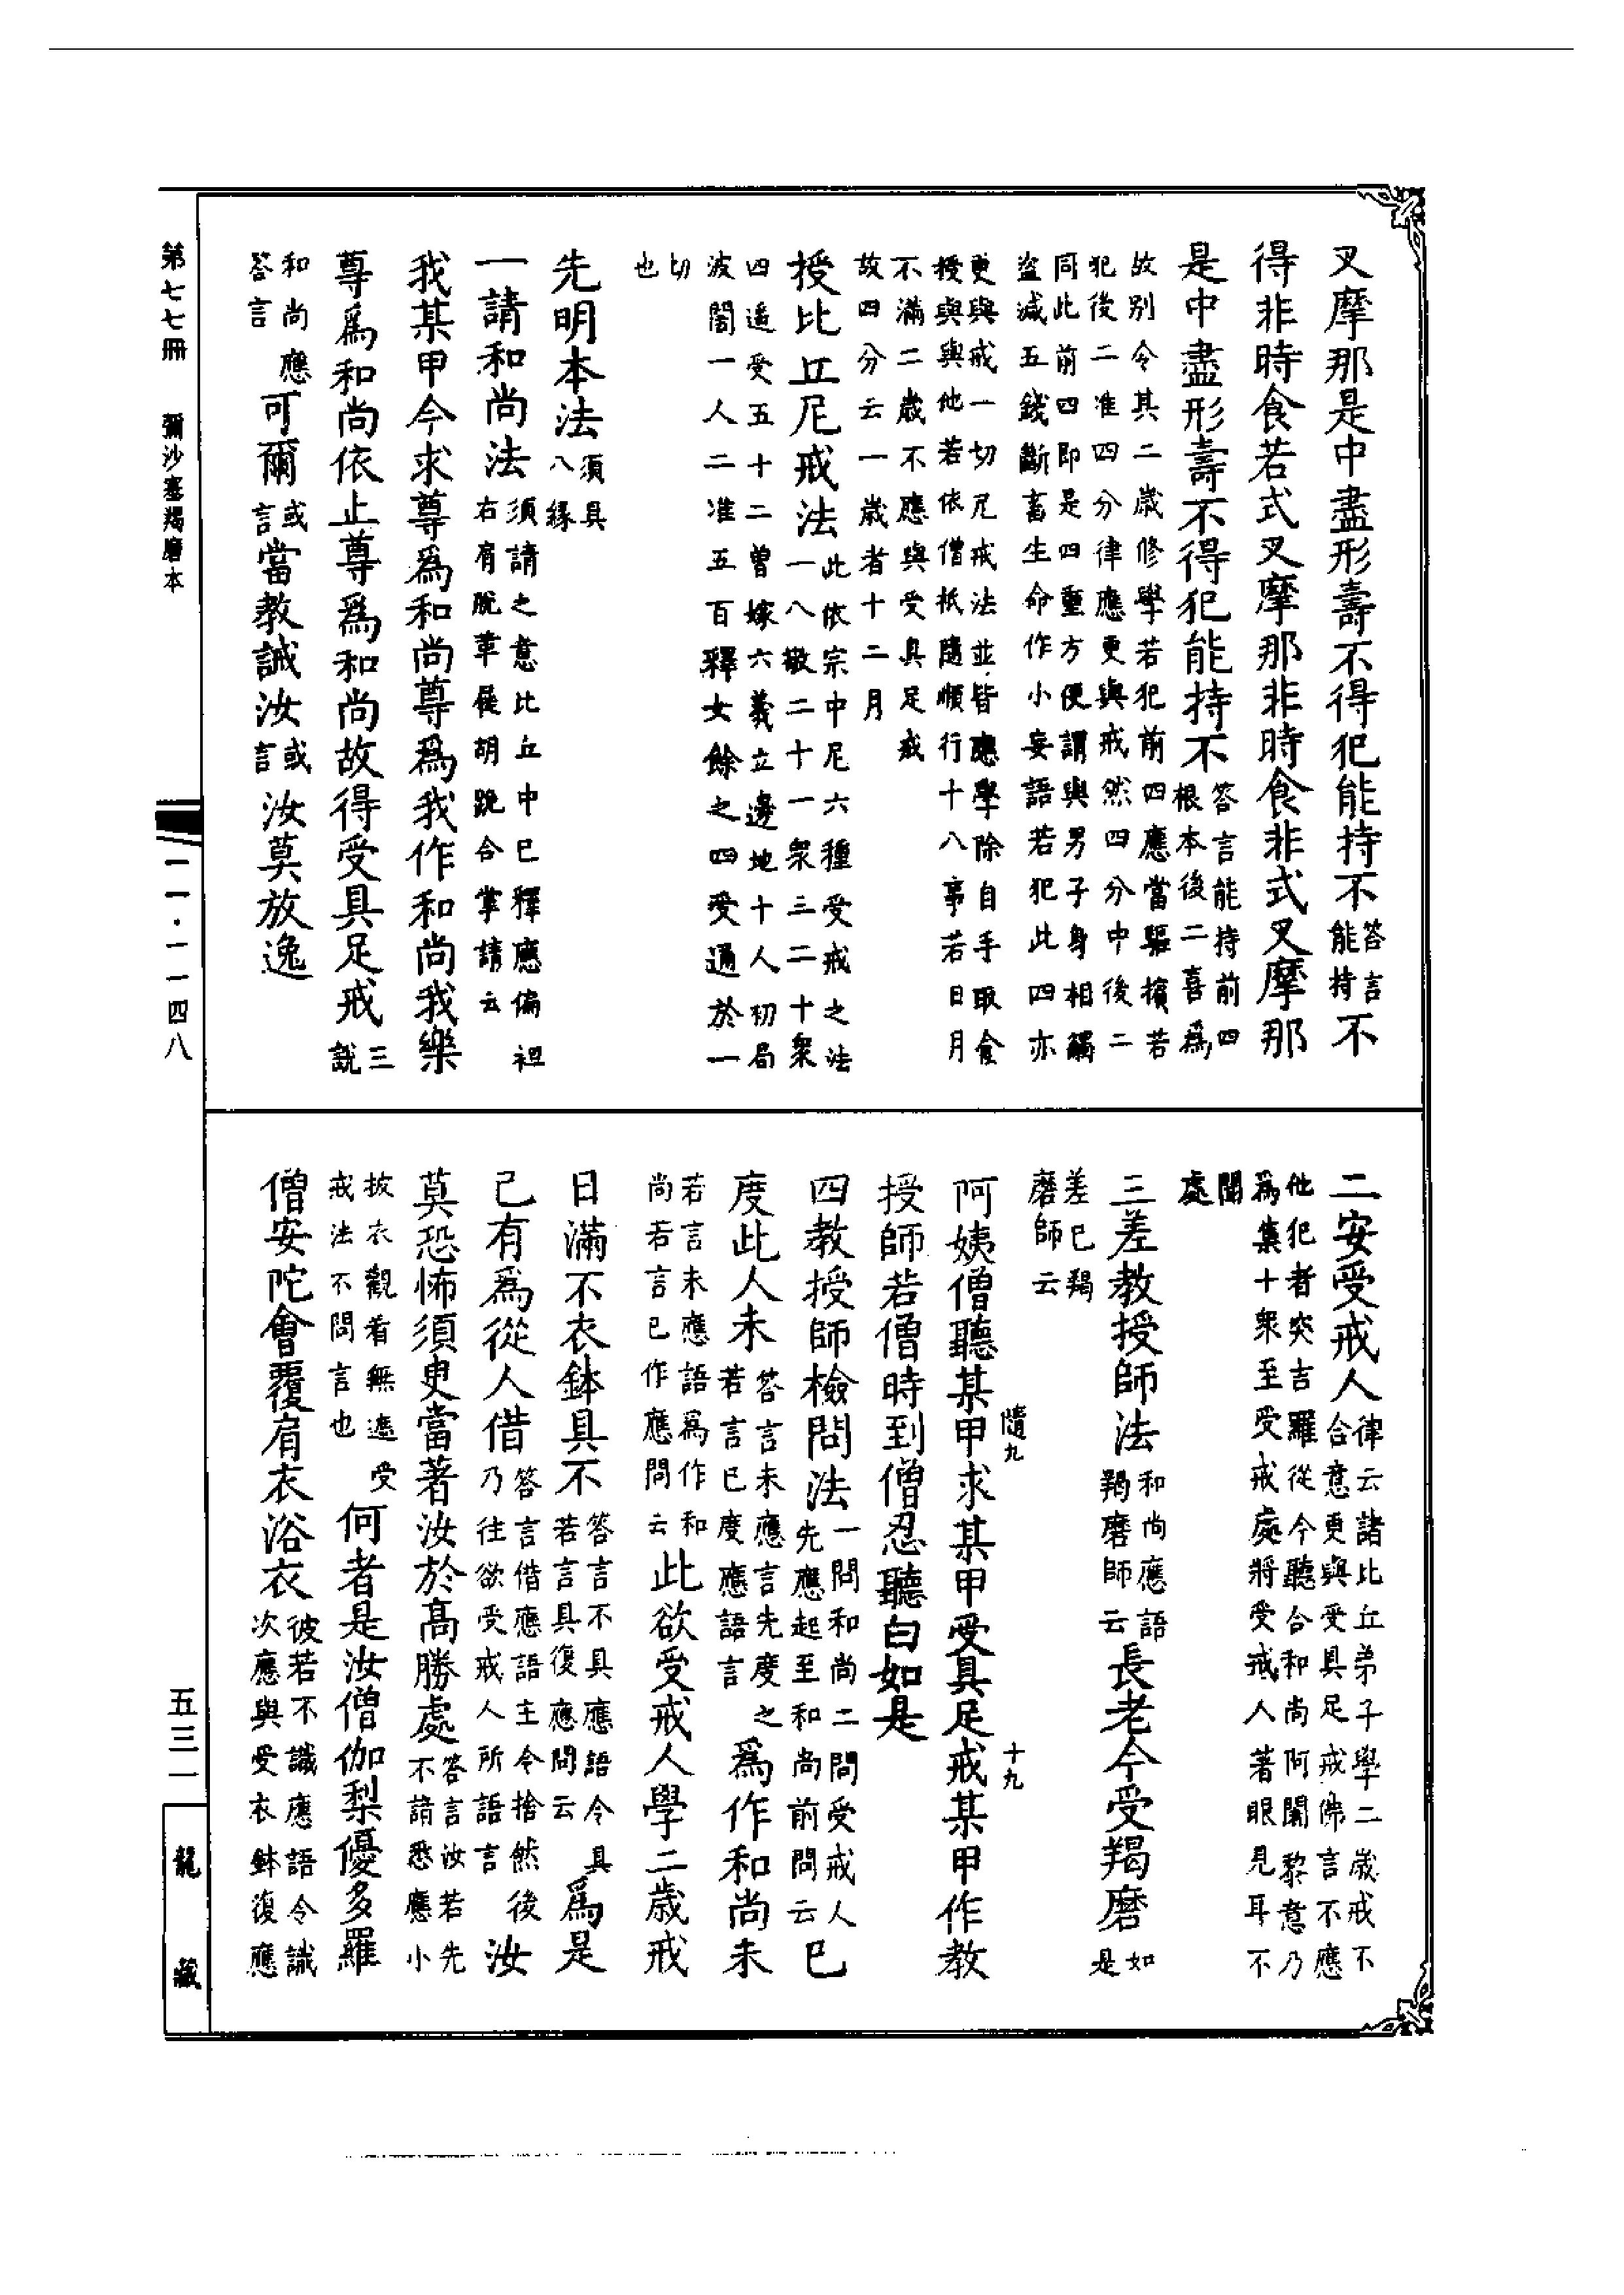 叉摩那是中盡形壽不得犯能持不答言能持不
得非時食若式叉摩那非時食非式叉摩那
是中盡形壽不得犯能持不答言能持前四根本後二喜為
故別令其二歲修學若犯前四應當驅擯若
犯後二准四分律應更與戒然四分中後二
同此前四即是四重方便謂與男子身相觸
盜減五錢斷畜生命作小妄語若犯此四亦
更與戒一切尼戒法並皆應學除自手取食
授與與他若依僧祇隨順行十八事若日月
不滿二歲不應與受具足戒
故四分云一歲者十二月
授比丘尼戒法此依宗中尼六種受戒之法一八敬二十一衆三二十衆
四遙受五十二曾嫁六義立邊地十人初局
波闍一人二准五百釋女餘之四受通於一
切
也
先明本法須具八緣
一請和尚法須請之意比丘中已釋應偏袒右肩脫革屣胡跪合掌請云
我某甲今求尊爲和尚尊爲我作和尚我樂
尊爲和尚依止尊爲和尚故得受具足戒三說
和尚應答言可爾或言當教誡汝或言汝莫放逸
二安受戒人律云諸比丘弟子學二歲戒不合意更與受具足戒佛言不應
他犯者突吉羅從今聽合和尚阿闍黎意乃
爲集十衆至受戒處將受戒人著眼見耳不
聞
處
三差教授師法和尚應語羯磨師云長老今受羯磨如是
差已羯
磨師云
阿姨僧聽某甲求某甲受具足戒某甲作教
隨九
十九
授師若僧時到僧忍聽白如是
四教授師檢問法一問和尚二問受戒人先應起至和尚前問云已
度此人未答言未應言先度之若言已度應語言爲作和尚未
若言未應語爲作和
尚若言已作應問云此欲受戒人學二歲戒
日滿不衣鉢具不答言不具應語令具若言具復應問云爲是
已有爲從人借答言借應語主令捨然後乃往欲受戒人所語言汝
莫恐怖須臾當著汝於高勝處答言汝若先不諳悉應小
披衣觀看無遮受
戒法不問言也何者是汝僧伽梨優多羅
僧安陀會覆肩衣浴衣彼若不識應語令識次應與受衣鉢復應
第七七冊
彌沙塞羯磨本
一一·一一四八
五三一
龍藏